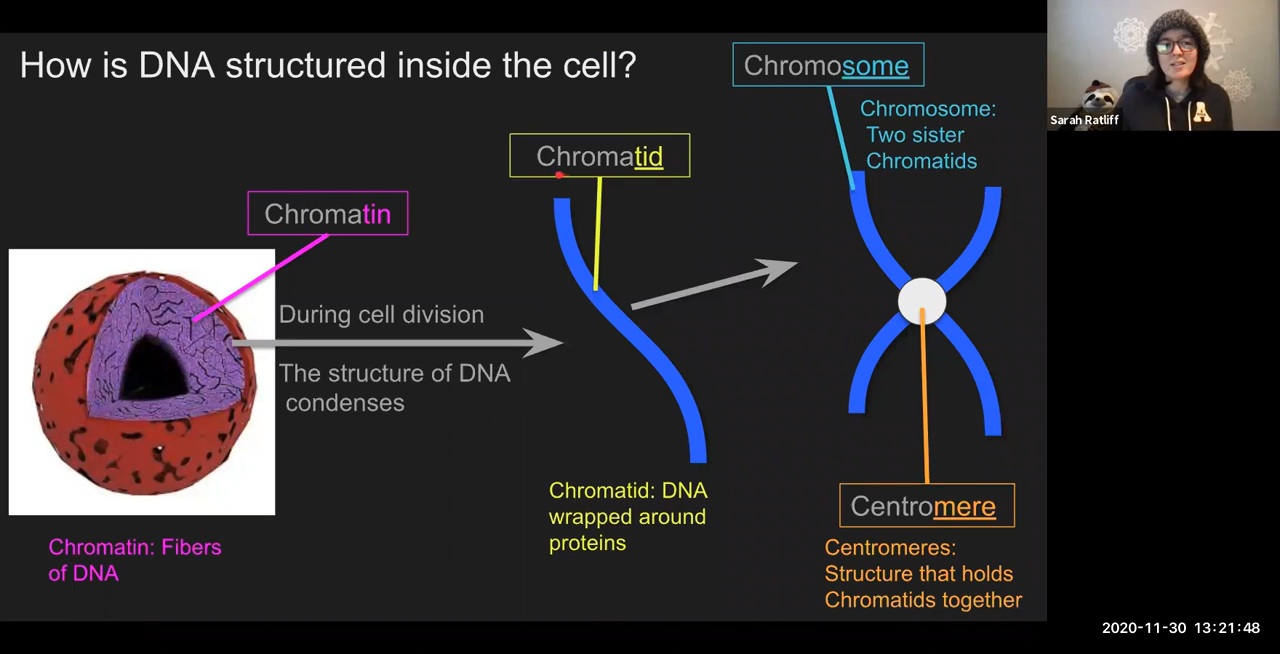 How is DNA structured inside the cell?
Chromosome
Chromosome:
Two sister
Chromatids
Chromatid
Chromatin
During cell division
The structure of DNA
condenses
Chromatid: DNA
wrapped around
proteins
Centromere
Chromatin: Fibers
of DNA
Centromeres:
Structure that holds
Chromatids together
Sarah Ratliff
A
2020-11-30 13:21:48